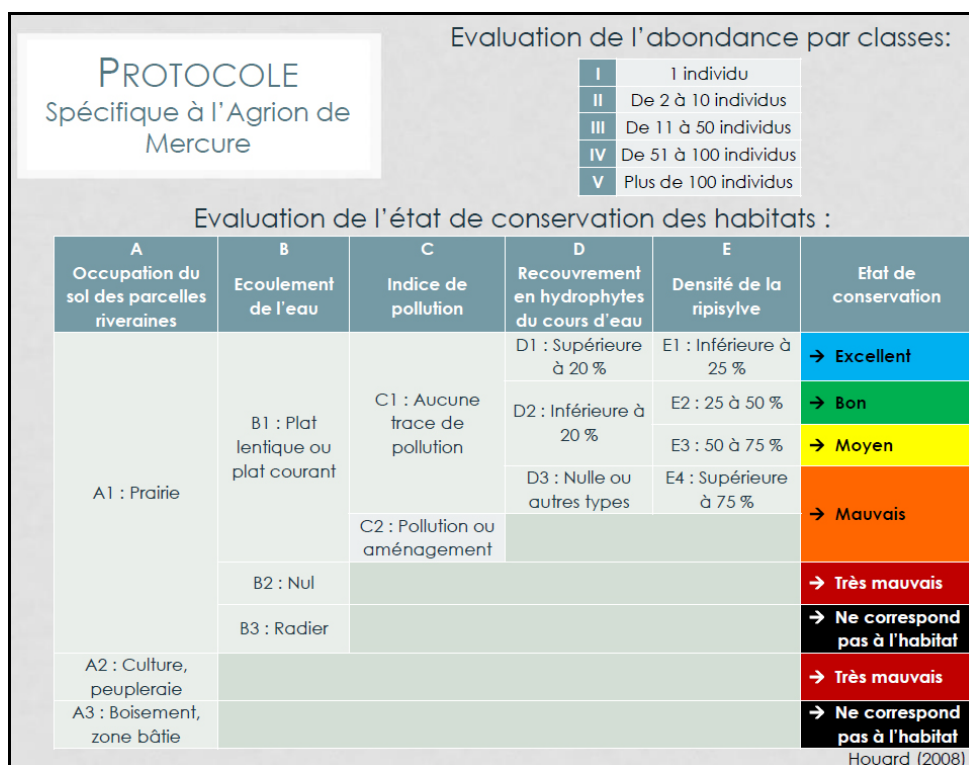 PROTOCOLE
Spécifique à l'Agrion de
Mercure
Evaluation de l'abondance par classes:
I 1 individu
II De 2 à 10 individus
III De 11 à 50 individus
IV De 51 à 100 individus
V Plus de 100 individus
Evaluation de l'état de conservation des habitats :
A
Occupation du
sol des parcelles
riveraines
B
Ecoulement
de l'eau
C
Indice de
pollution
D
Recouvrement
en hydrophytes
du cours d'eau
E
Densité de la
ripisylve
Etat de
conservation
A1 : Prairie
B1 : Plat
lentique ou
plat courant
C1 : Aucune
trace de
pollution
D1 : Supérieure
à 20 %
E1 : Inférieure à
25 %
→ Excellent
D2 : Inférieure à
20 %
E2 : 25 à 50 %
→ Bon
E3 : 50 à 75 %
→ Moyen
D3 : Nulle ou
autres types
E4 : Supérieure
à 75 %
→ Mauvais
C2 : Pollution ou
aménagement
B2 : Nul
→ Très mauvais
B3 : Radier
→ Ne correspond
pas à l'habitat
A2 : Culture,
peupleraie
→ Très mauvais
A3 : Boisement,
zone bâtie
→ Ne correspond
pas à l'habitat
Houard (2008)